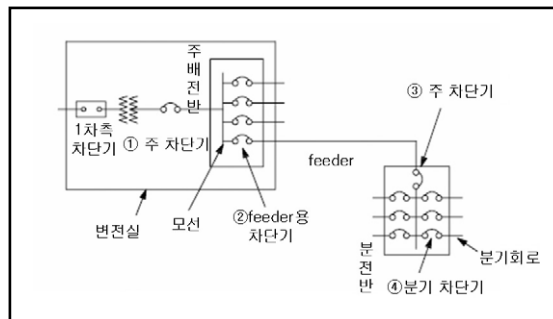 주
배
전
반
1차측
차단기
① 주 차단기
변전실
모선
②feeder용
차단기
feeder
③ 주 차단기
분
전
반
④분기 차단기
분기회로